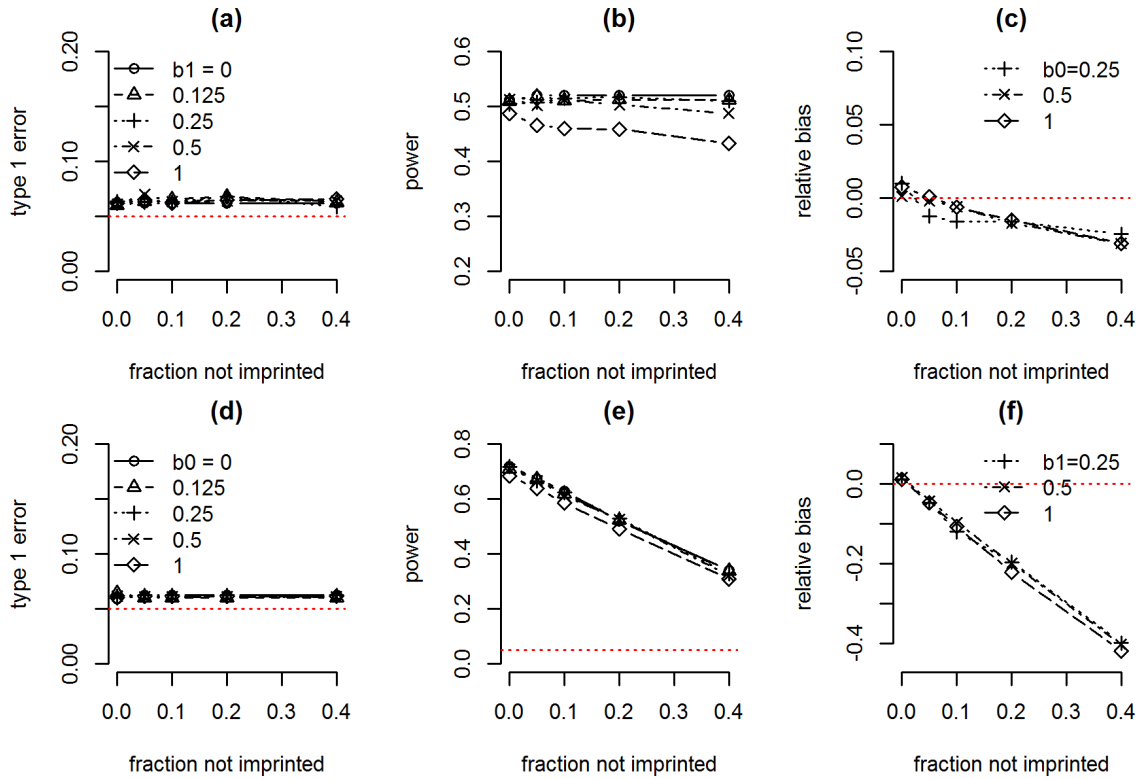 (a)
type 1 error
0.00
0.10
0.20
b1 = 0
0.125
0.25
0.5
1
0.0 0.1 0.2 0.3 0.4
fraction not imprinted
(b)
power
0.2 0.3 0.4 0.5 0.6
0.0 0.1 0.2 0.3 0.4
fraction not imprinted
(c)
relative bias
-0.05 0.00 0.05 0.10
b0=0.25
0.5
1
0.0 0.1 0.2 0.3 0.4
fraction not imprinted
(d)
type 1 error
0.00
0.10
0.20
b0 = 0
0.125
0.25
0.5
1
0.0 0.1 0.2 0.3 0.4
fraction not imprinted
(e)
power
0.0 0.2 0.4 0.6 0.8
0.0 0.1 0.2 0.3 0.4
fraction not imprinted
(f)
relative bias
-0.4 -0.2 0.0
b1=0.25
0.5
1
0.0 0.1 0.2 0.3 0.4
fraction not imprinted